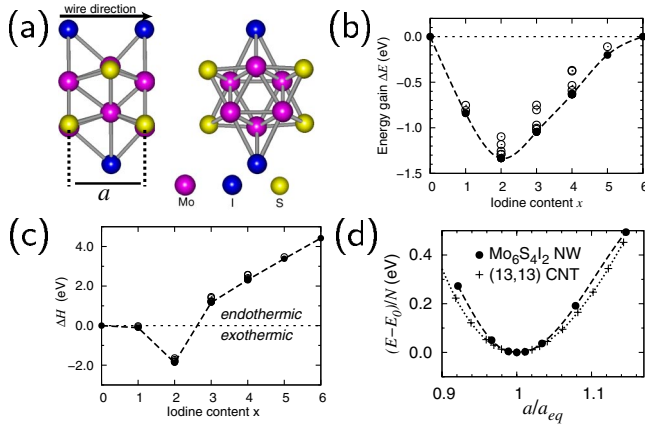 (a)
wire direction
a
Mo I S
(b)
Energy gain ΔE (eV)
0.0
−0.5
−1.0
−1.5
0 1 2 3 4 5 6
Iodine content x
(c)
ΔH (eV)
4.0
2.0
0.0
−2.0
endothermic
exothermic
0 1 2 3 4 5 6
Iodine content x
(d)
(E−E₀)/N (eV)
0.4
0.2
0.0
Mo₆S₄I₂ NW
(13,13) CNT
0.9 1 1.1
a/a_eq